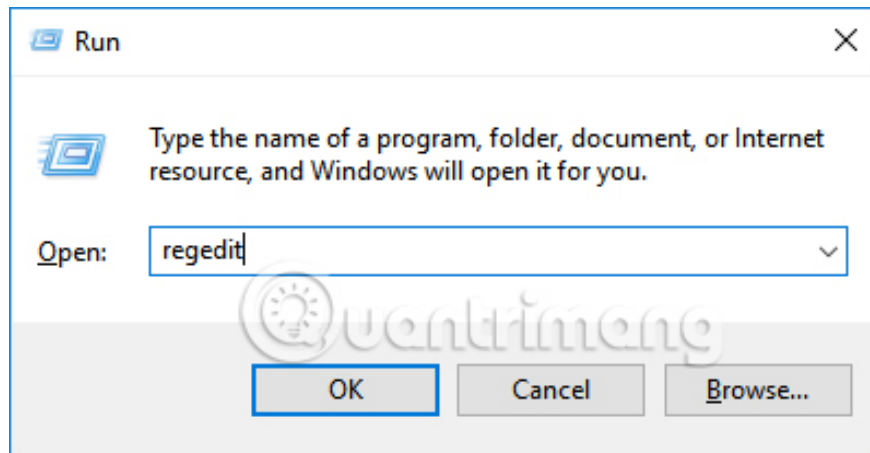 Run
Type the name of a program, folder, document, or Internet
resource, and Windows will open it for you.
Open: regedit
Quantrimang
OK Cancel Browse...